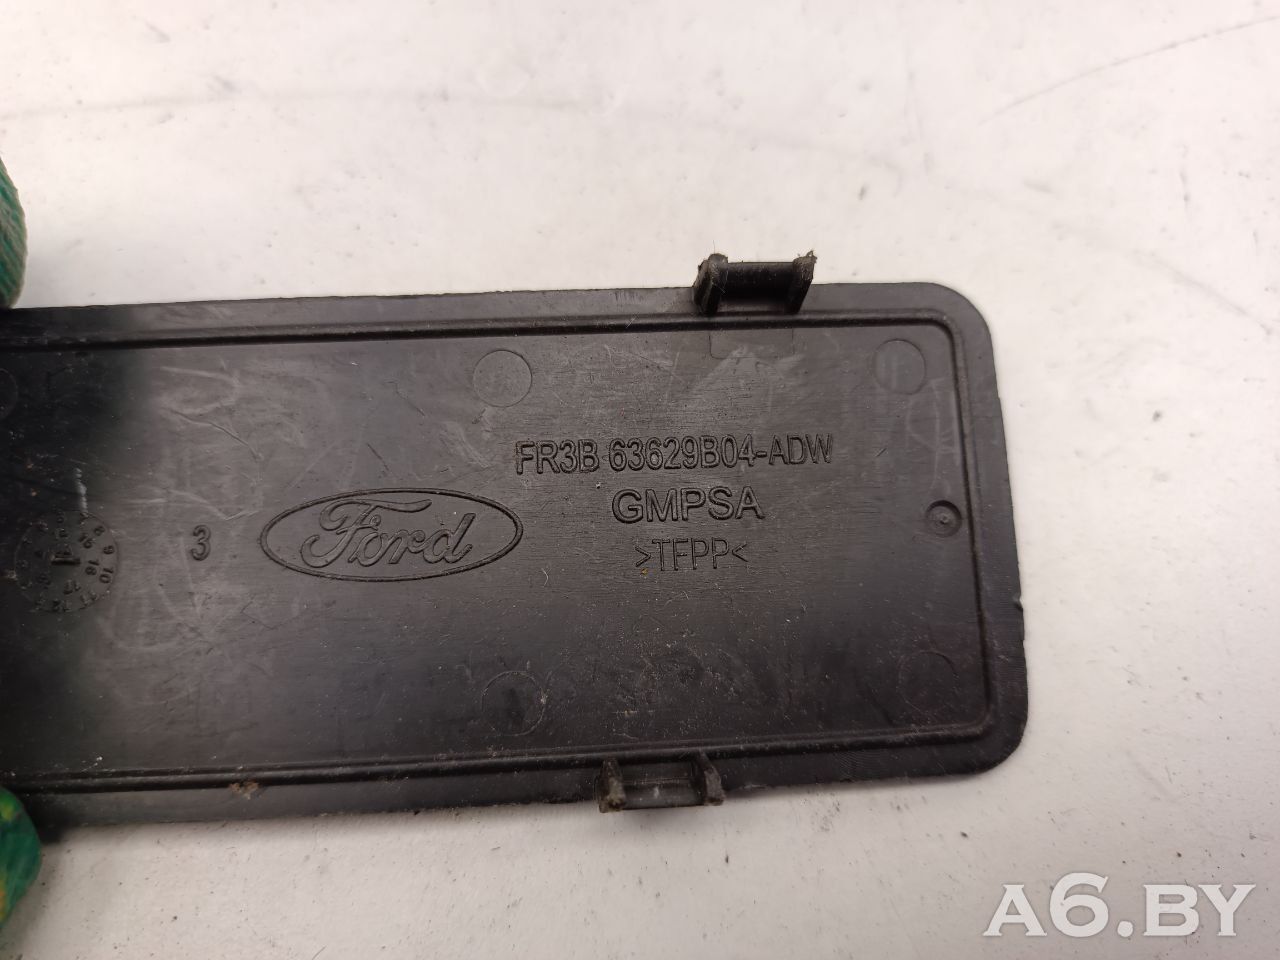 FR3B 63629B04-ADW
GMPSA
>TFPP<
3
Ford
A6.BY